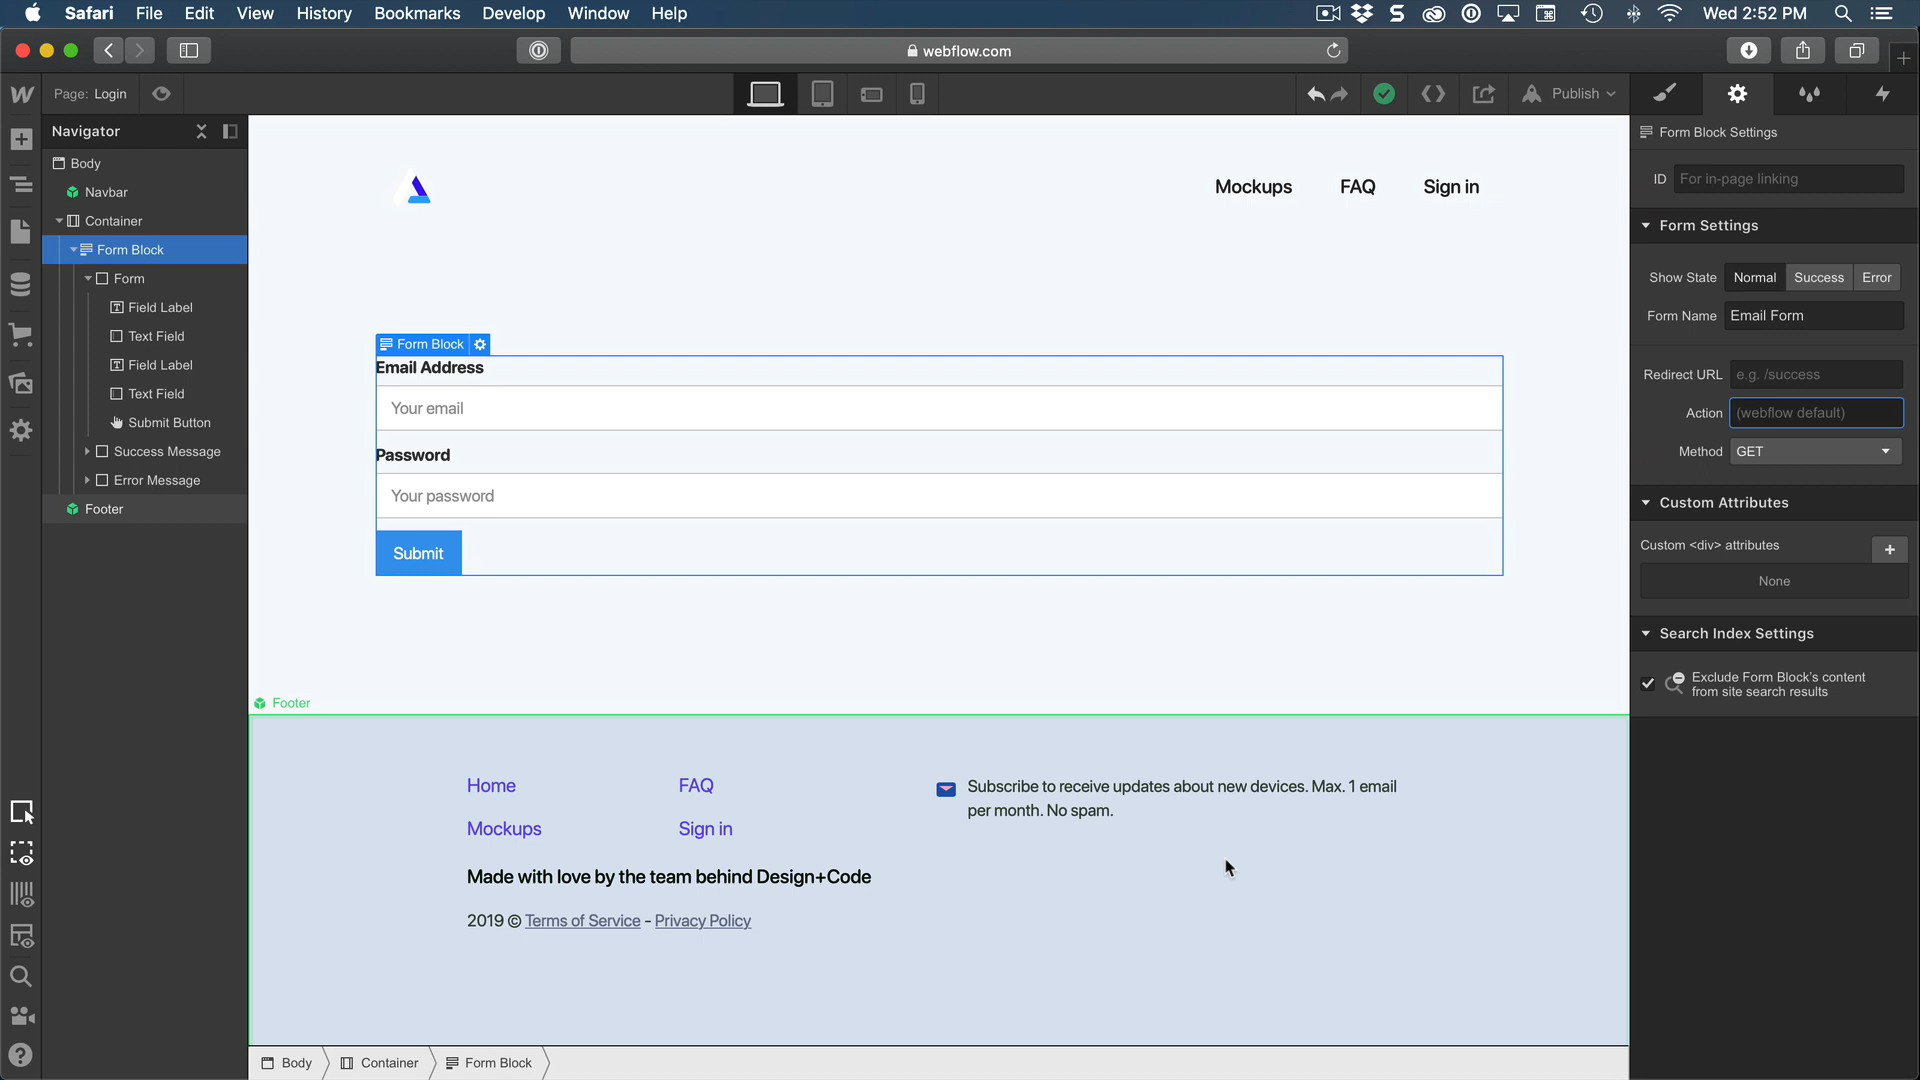 Safari File Edit View History Bookmarks Develop Window Help
Wed 2:52 PM
webflow.com
Page: Login
Publish
Navigator
Body
Navbar
Container
Form Block
Form
Field Label
Text Field
Field Label
Text Field
Submit Button
Success Message
Error Message
Footer
Mockups FAQ Sign in
Form Block
Email Address
Your email
Password
Your password
Submit
Footer
Home FAQ
Mockups Sign in
Subscribe to receive updates about new devices. Max. 1 email
per month. No spam.
Made with love by the team behind Design+Code
2019 © Terms of Service - Privacy Policy
Body Container Form Block
Form Block Settings
ID For in-page linking
Form Settings
Show State Normal Success Error
Form Name Email Form
Redirect URL e.g. /success
Action (webflow default)
Method GET
Custom Attributes
Custom <div> attributes
None
Search Index Settings
Exclude Form Block's content
from site search results